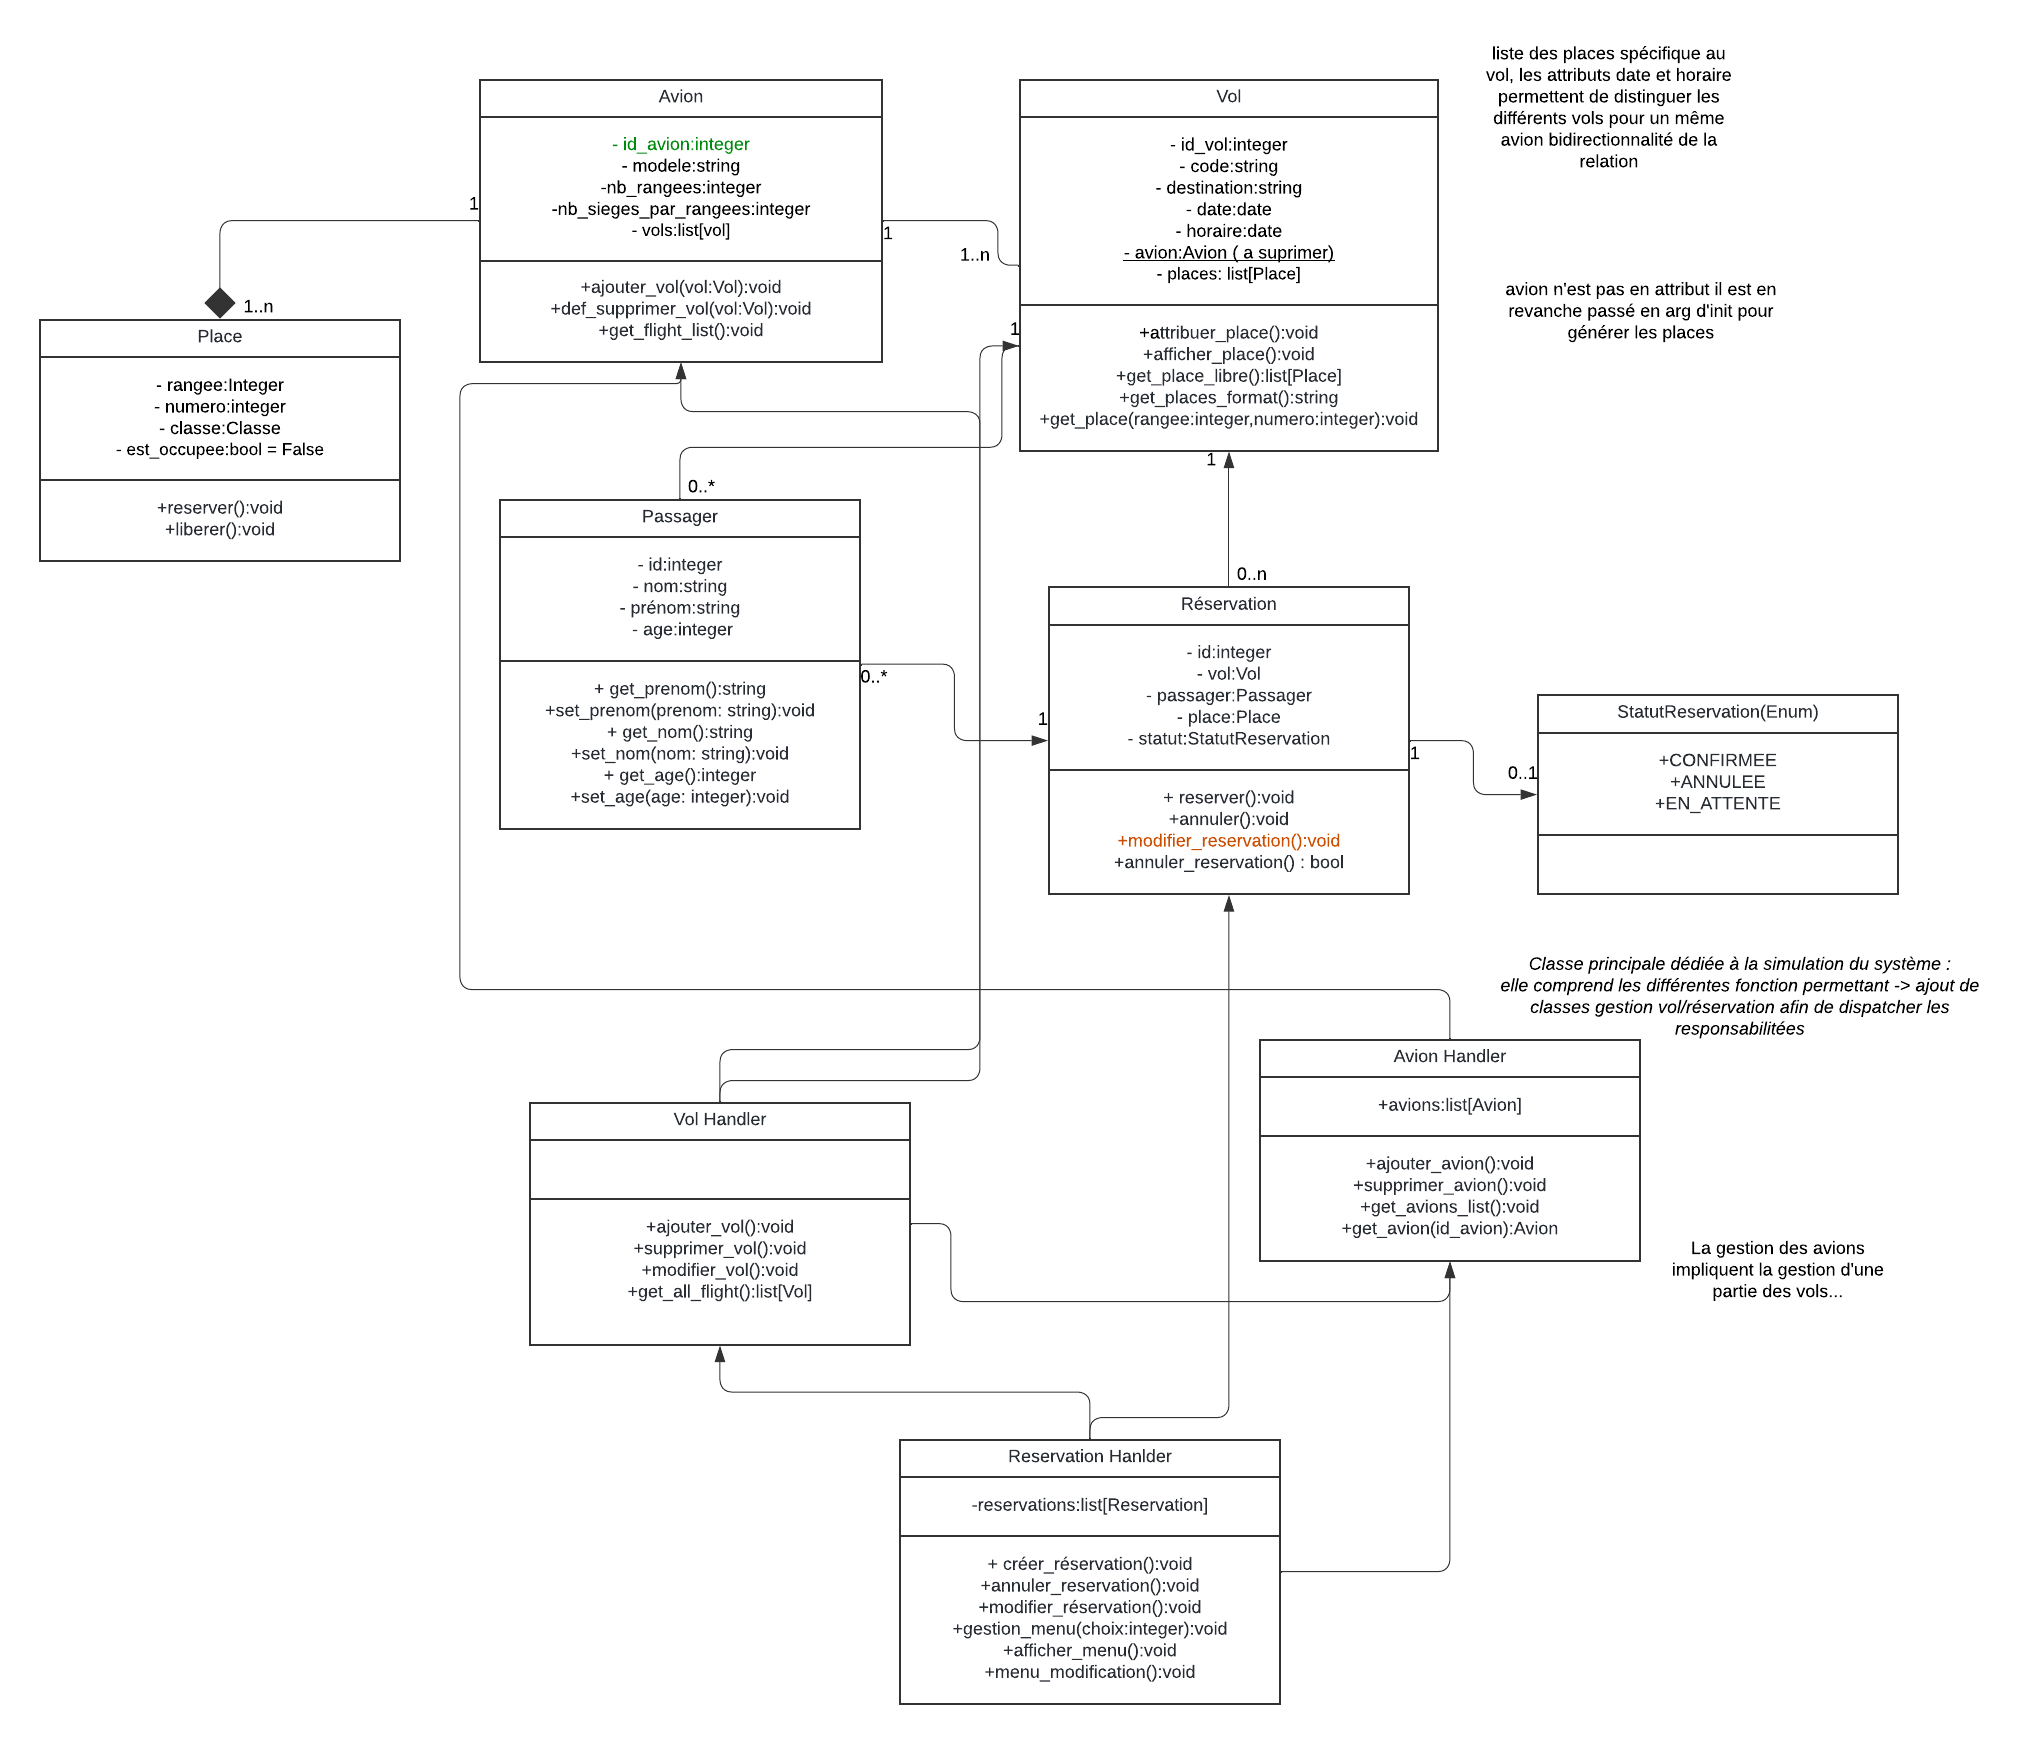 liste des places spécifique au
vol, les attributs date et horaire
permettent de distinguer les
différents vols pour un même
avion bidirectionnalité de la
relation
Avion
- id_avion:integer
- modele:string
-nb_rangees:integer
-nb_sieges_par_rangees:integer
- vols:list[vol]
+ajouter_vol(vol:Vol):void
+def_supprimer_vol(vol:Vol):void
+get_flight_list():void
1
1
1..n
1..n
Vol
- id_vol:integer
- code:string
- destination:string
- date:date
- horaire:date
- avion:Avion ( a suprimer)
- places: list[Place]
+attribuer_place():void
+afficher_place():void
+get_place_libre():list[Place]
+get_places_format():string
+get_place(rangee:integer,numero:integer):void
1
1
avion n'est pas en attribut il est en
revanche passé en arg d'init pour
générer les places
Place
- rangee:Integer
- numero:integer
- classe:Classe
- est_occupee:bool = False
+reserver():void
+liberer():void
0..*
Passager
- id:integer
- nom:string
- prénom:string
- age:integer
+ get_prenom():string
+set_prenom(prenom: string):void
+ get_nom():string
+set_nom(nom: string):void
+ get_age():integer
+set_age(age: integer):void
0..*
1
0..n
Réservation
- id:integer
- vol:Vol
- passager:Passager
- place:Place
- statut:StatutReservation
+ reserver():void
+annuler():void
+modifier_reservation():void
+annuler_reservation() : bool
1
0..1
StatutReservation(Enum)
+CONFIRMEE
+ANNULEE
+EN_ATTENTE
Classe principale dédiée à la simulation du système :
elle comprend les différentes fonction permettant -> ajout de
classes gestion vol/réservation afin de dispatcher les
responsabilitées
Avion Handler
+avions:list[Avion]
+ajouter_avion():void
+supprimer_avion():void
+get_avions_list():void
+get_avion(id_avion):Avion
Vol Handler
+ajouter_vol():void
+supprimer_vol():void
+modifier_vol():void
+get_all_flight():list[Vol]
La gestion des avions
impliquent la gestion d'une
partie des vols...
Reservation Hanlder
-reservations:list[Reservation]
+ créer_réservation():void
+annuler_reservation():void
+modifier_réservation():void
+gestion_menu(choix:integer):void
+afficher_menu():void
+menu_modification():void